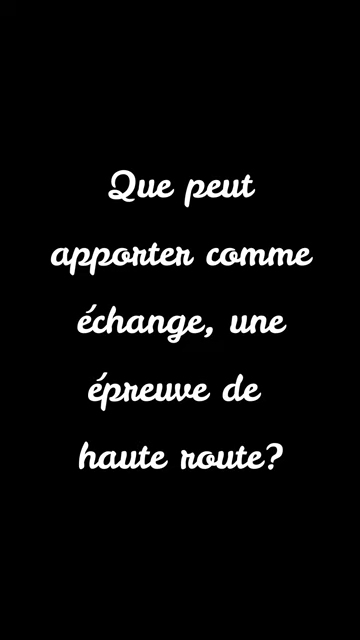 Que peut
apporter comme
échange, une
épreuve de
haute route?